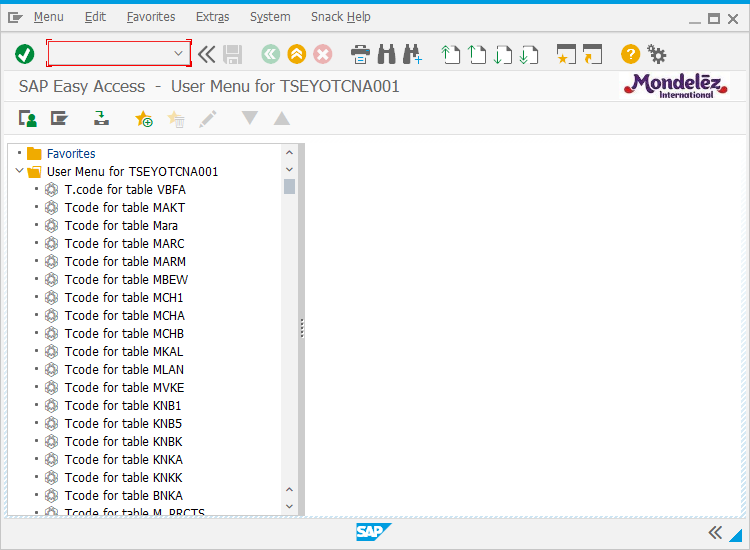 Menu Edit Favorites Extras System Snack Help
SAP Easy Access - User Menu for TSEYOTCNA001
Mondelēz
International
Favorites
User Menu for TSEYOTCNA001
T.code for table VBFA
Tcode for table MAKT
Tcode for table Mara
Tcode for table MARC
Tcode for table MARM
Tcode for table MBEW
Tcode for table MCH1
Tcode for table MCHA
Tcode for table MCHB
Tcode for table MKAL
Tcode for table MLAN
Tcode for table MVKE
Tcode for table KNB1
Tcode for table KNB5
Tcode for table KNBK
Tcode for table KNKA
Tcode for table KNKK
Tcode for table BNKA
Tcode for table M_PRCTS
SAP